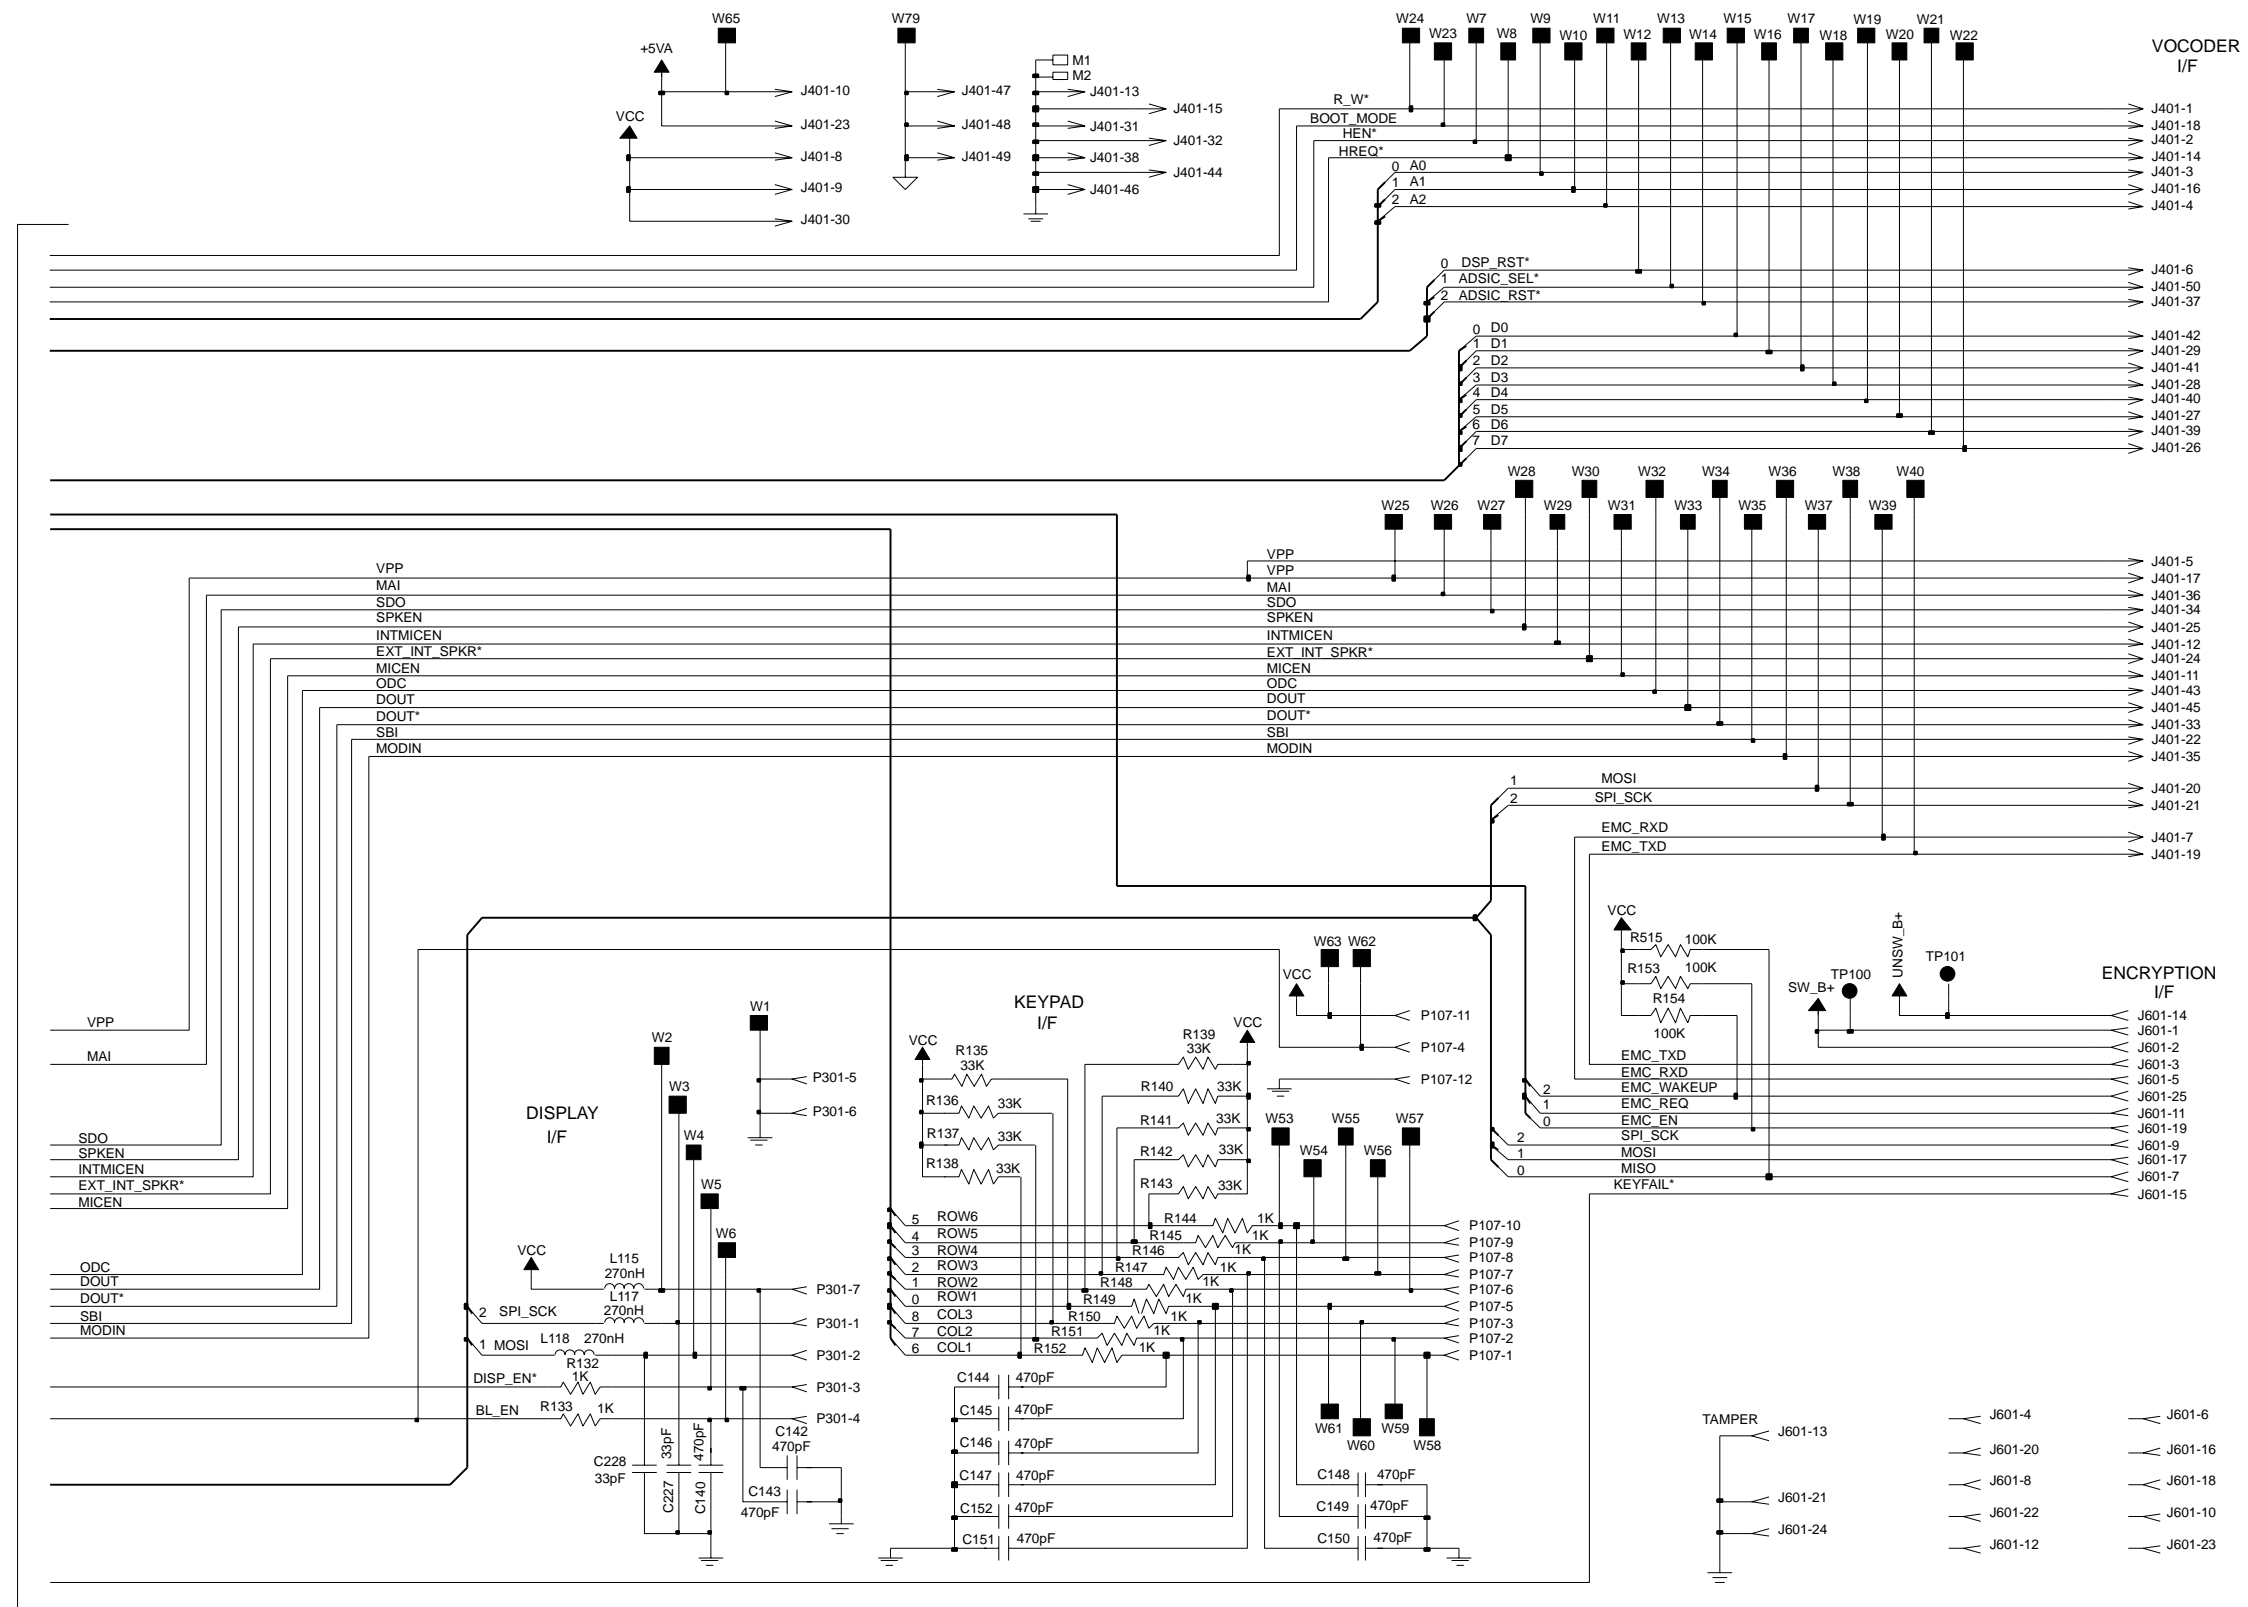 W65
W79
W24
W7
W9
W11
W13
W15
W17
W19
W21
W23
W8
W10
W12
W14
W16
W18
W20
W22
VOCODER
I/F
+5VA
VCC
M1
M2
J401-10
J401-47
J401-13
J401-15
J401-23
J401-48
J401-31
J401-32
J401-8
J401-49
J401-38
J401-44
J401-9
J401-46
J401-30
R_W*
J401-1
BOOT_MODE
J401-18
HEN*
J401-2
HREQ*
J401-14
0 A0
J401-3
1 A1
J401-16
2 A2
J401-4
0 DSP_RST*
J401-6
1 ADSIC_SEL*
J401-50
2 ADSIC_RST*
J401-37
0 D0
J401-42
1 D1
J401-29
2 D2
J401-41
3 D3
J401-28
4 D4
J401-40
5 D5
J401-27
6 D6
J401-39
7 D7
J401-26
W28
W30
W32
W34
W36
W38
W40
W25
W26
W27
W29
W31
W33
W35
W37
W39
VPP
J401-5
VPP
VPP
J401-17
MAI
MAI
J401-36
SDO
SDO
J401-34
SPKEN
SPKEN
J401-25
INTMICEN
INTMICEN
J401-12
EXT_INT_SPKR*
EXT_INT_SPKR*
J401-24
MICEN
MICEN
J401-11
ODC
ODC
J401-43
DOUT
DOUT
J401-45
DOUT*
DOUT*
J401-33
SBI
SBI
J401-22
MODIN
MODIN
J401-35
1 MOSI
J401-20
2 SPI_SCK
J401-21
EMC_RXD
J401-7
EMC_TXD
J401-19
VCC
R515 100K
R153 100K
R154
100K
UNSW_B+
TP101
TP100
SW_B+
ENCRYPTION
I/F
J601-14
J601-1
J601-2
EMC_TXD
J601-3
EMC_RXD
J601-5
2 EMC_WAKEUP
J601-25
1 EMC_REQ
J601-11
0 EMC_EN
J601-19
2 SPI_SCK
J601-9
1 MOSI
J601-17
0 MISO
J601-7
KEYFAIL*
J601-15
W63
W62
VCC
P107-11
P107-4
P107-12
KEYPAD
I/F
VCC
R135
33K
R136 33K
R137 33K
R138 33K
VCC
R139
33K
R140 33K
R141 33K
R142 33K
R143 33K
W53
W55
W57
W54
W56
5 ROW6 R144 1K P107-10
4 ROW5 R145 1K P107-9
3 ROW4 R146 1K P107-8
2 ROW3 R147 1K P107-7
1 ROW2 R148 1K P107-6
0 ROW1 R149 1K P107-5
8 COL3 R150 1K P107-3
7 COL2 R151 1K P107-2
6 COL1 R152 1K P107-1
C144 470pF
C145 470pF
C146 470pF
C147 470pF
C152 470pF
C151 470pF
W61
W60
W59
W58
C148 470pF
C149 470pF
C150 470pF
VPP
MAI
SDO
SPKEN
INTMICEN
EXT_INT_SPKR*
MICEN
ODC
DOUT
DOUT*
SBI
MODIN
W1
W2
W3
W4
W5
W6
P301-5
P301-6
DISPLAY
I/F
VCC
L115
270nH
P301-7
L117
270nH
2 SPI_SCK
P301-1
L118 270nH
1 MOSI
P301-2
R132
1K
DISP_EN*
P301-3
BL_EN
R133 1K
P301-4
C228
33pF
33pF
C227
470pF
C140
C142
470pF
C143
470pF
TAMPER
J601-13
J601-21
J601-24
J601-4
J601-6
J601-20
J601-16
J601-8
J601-18
J601-22
J601-10
J601-12
J601-23